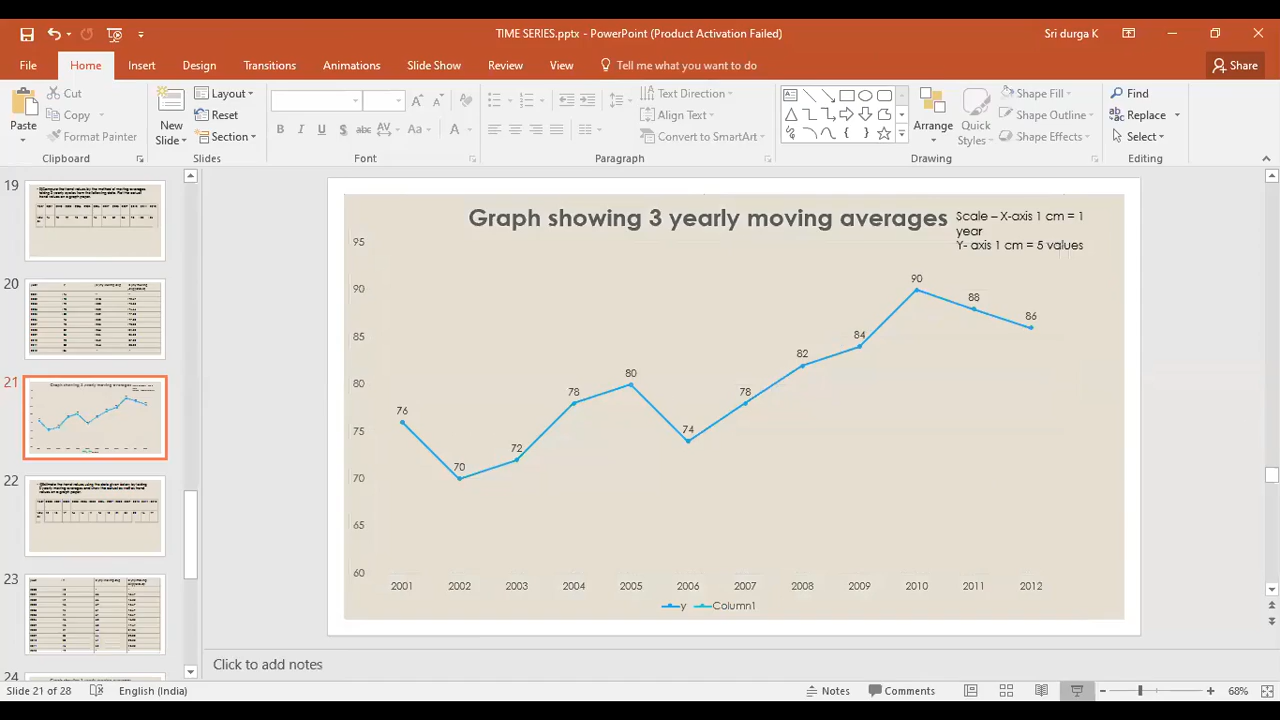 TIME SERIES.pptx - PowerPoint (Product Activation Failed)
Sri durga K
File Home Insert Design Transitions Animations Slide Show Review View Tell me what you want to do
Share
Paste
Cut
Copy
Format Painter
Clipboard
New Slide
Layout
Reset
Section
Slides
B I U S abc AV Aa A
Font
Text Direction
Align Text
Convert to SmartArt
Paragraph
Arrange
Quick Styles
Shape Fill
Shape Outline
Shape Effects
Drawing
Find
Replace
Select
Editing
19
20
21
22
23
24
Graph showing 3 yearly moving averages
Scale – X-axis 1 cm = 1
year
Y- axis 1 cm = 5 values
95
90
85
80
75
70
65
60
76 70 72 78 80 74 78 82 84 90 88 86
2001 2002 2003 2004 2005 2006 2007 2008 2009 2010 2011 2012
y Column1
Click to add notes
Slide 21 of 28 English (India) Notes Comments 68%